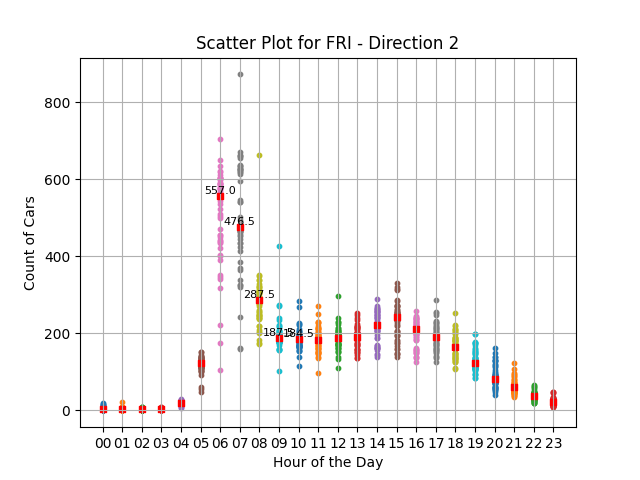 Scatter Plot for FRI - Direction 2
Count of Cars
800
600
400
200
0
557.0
476.5
287.5
187.5
184.5
00 01 02 03 04 05 06 07 08 09 10 11 12 13 14 15 16 17 18 19 20 21 22 23
Hour of the Day